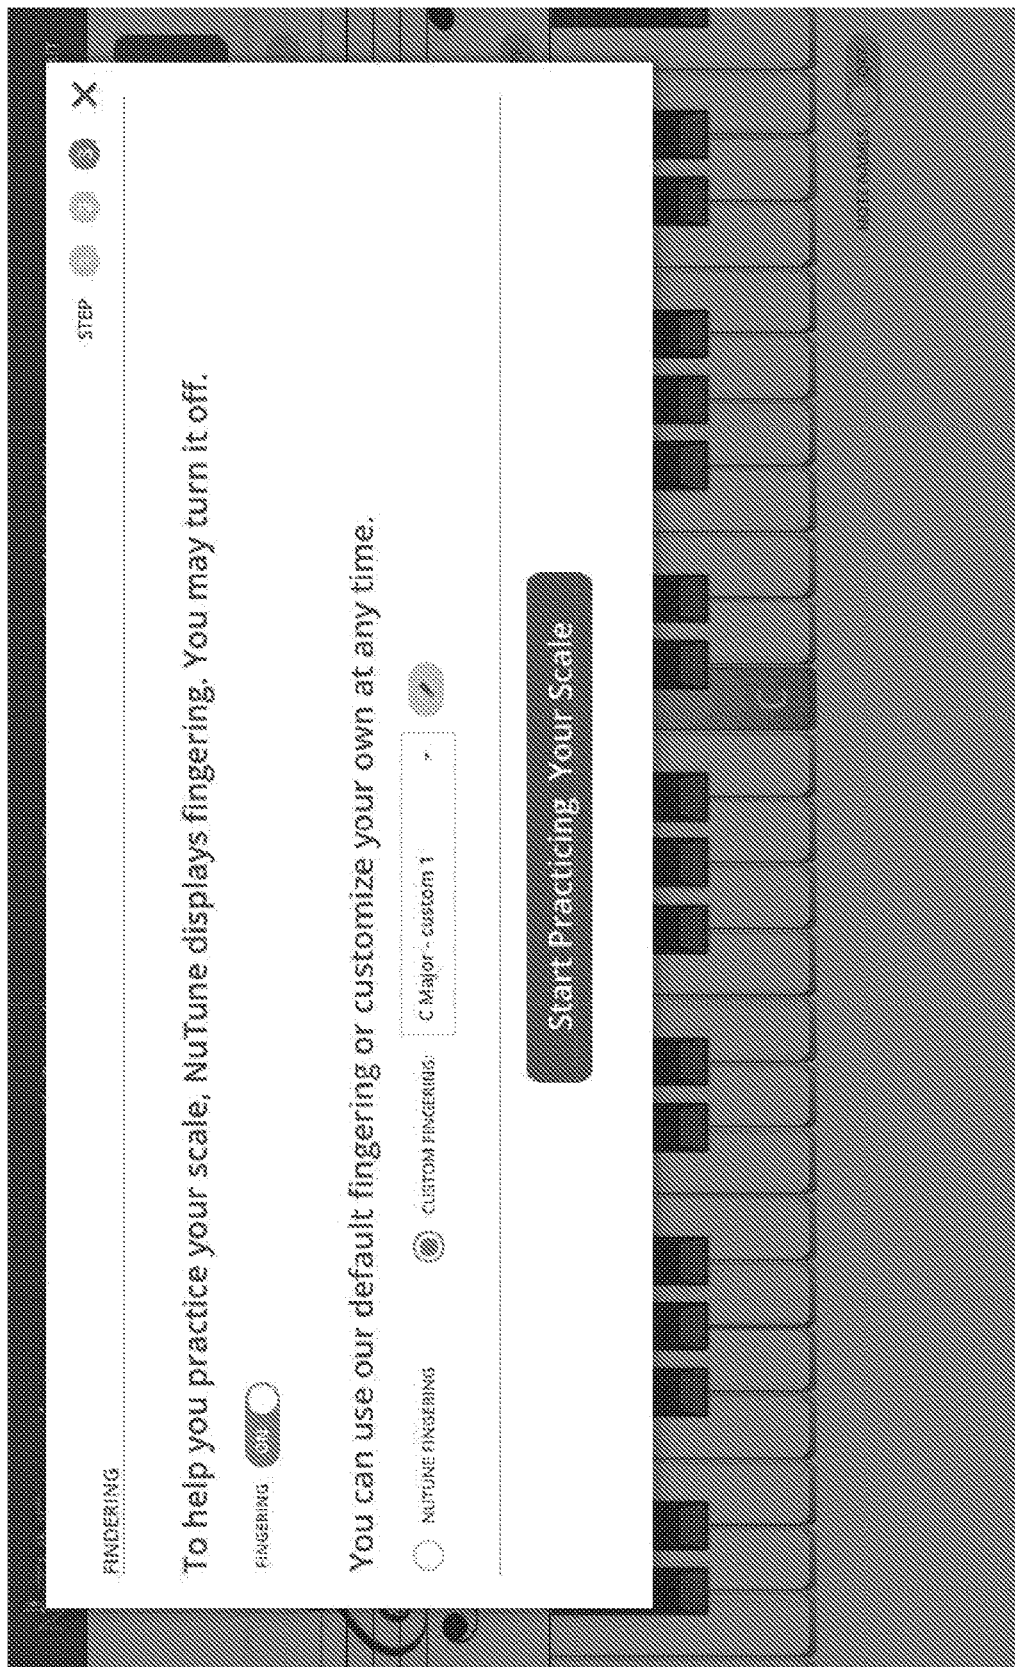 FINDERING
STEP
To help you practice your scale, NuTune displays fingering. You may turn it off.
FINGERING ON
You can use our default fingering or customize your own at any time.
NUTUNE FINGERING CUSTOM FINGERING: C Major - custom 1
Start Practicing Your Scale